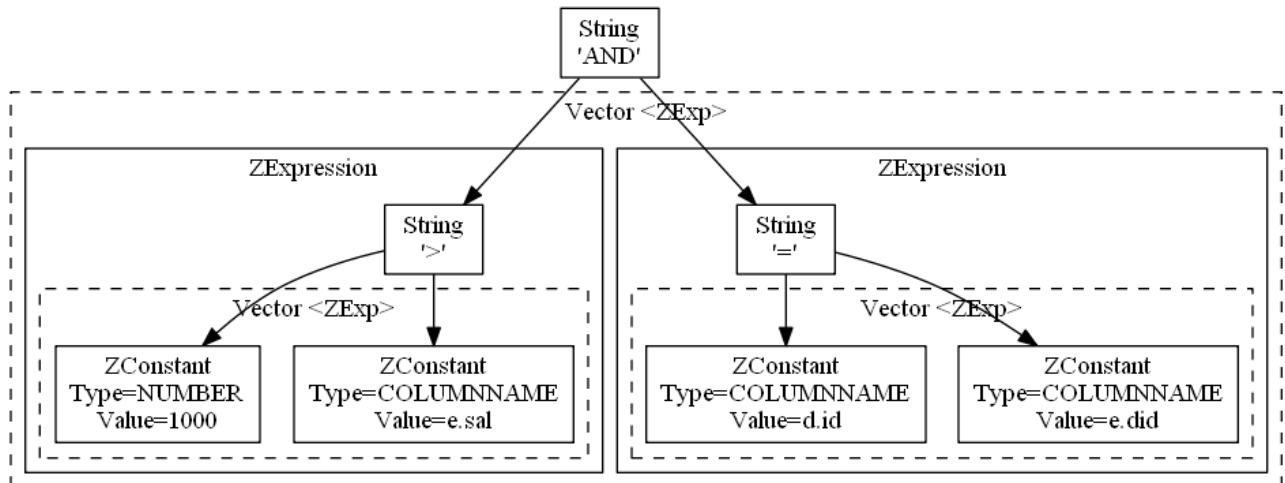 String
'AND'
Vector <ZExp>
ZExpression
String
'>'
Vector <ZExp>
ZConstant
Type=NUMBER
Value=1000
ZConstant
Type=COLUMNNAME
Value=e.sal
ZExpression
String
'='
Vector <ZExp>
ZConstant
Type=COLUMNNAME
Value=d.id
ZConstant
Type=COLUMNNAME
Value=e.did